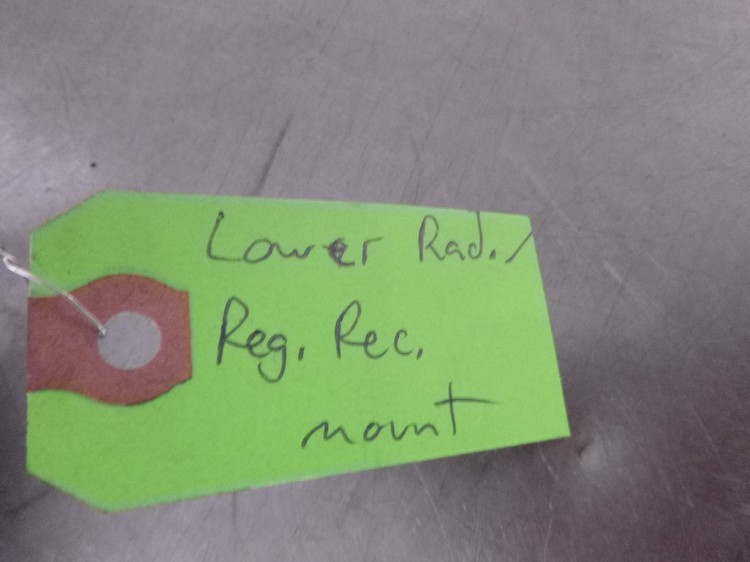 Lower Rad./
Reg. Rec.
mount